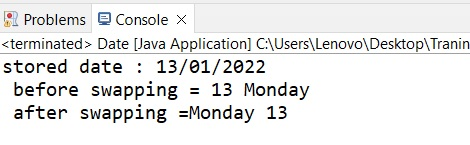 Problems Console ×
<terminated> Date [Java Application] C:\Users\Lenovo\Desktop\Tranin
stored date : 13/01/2022
 before swapping = 13 Monday
 after swapping =Monday 13